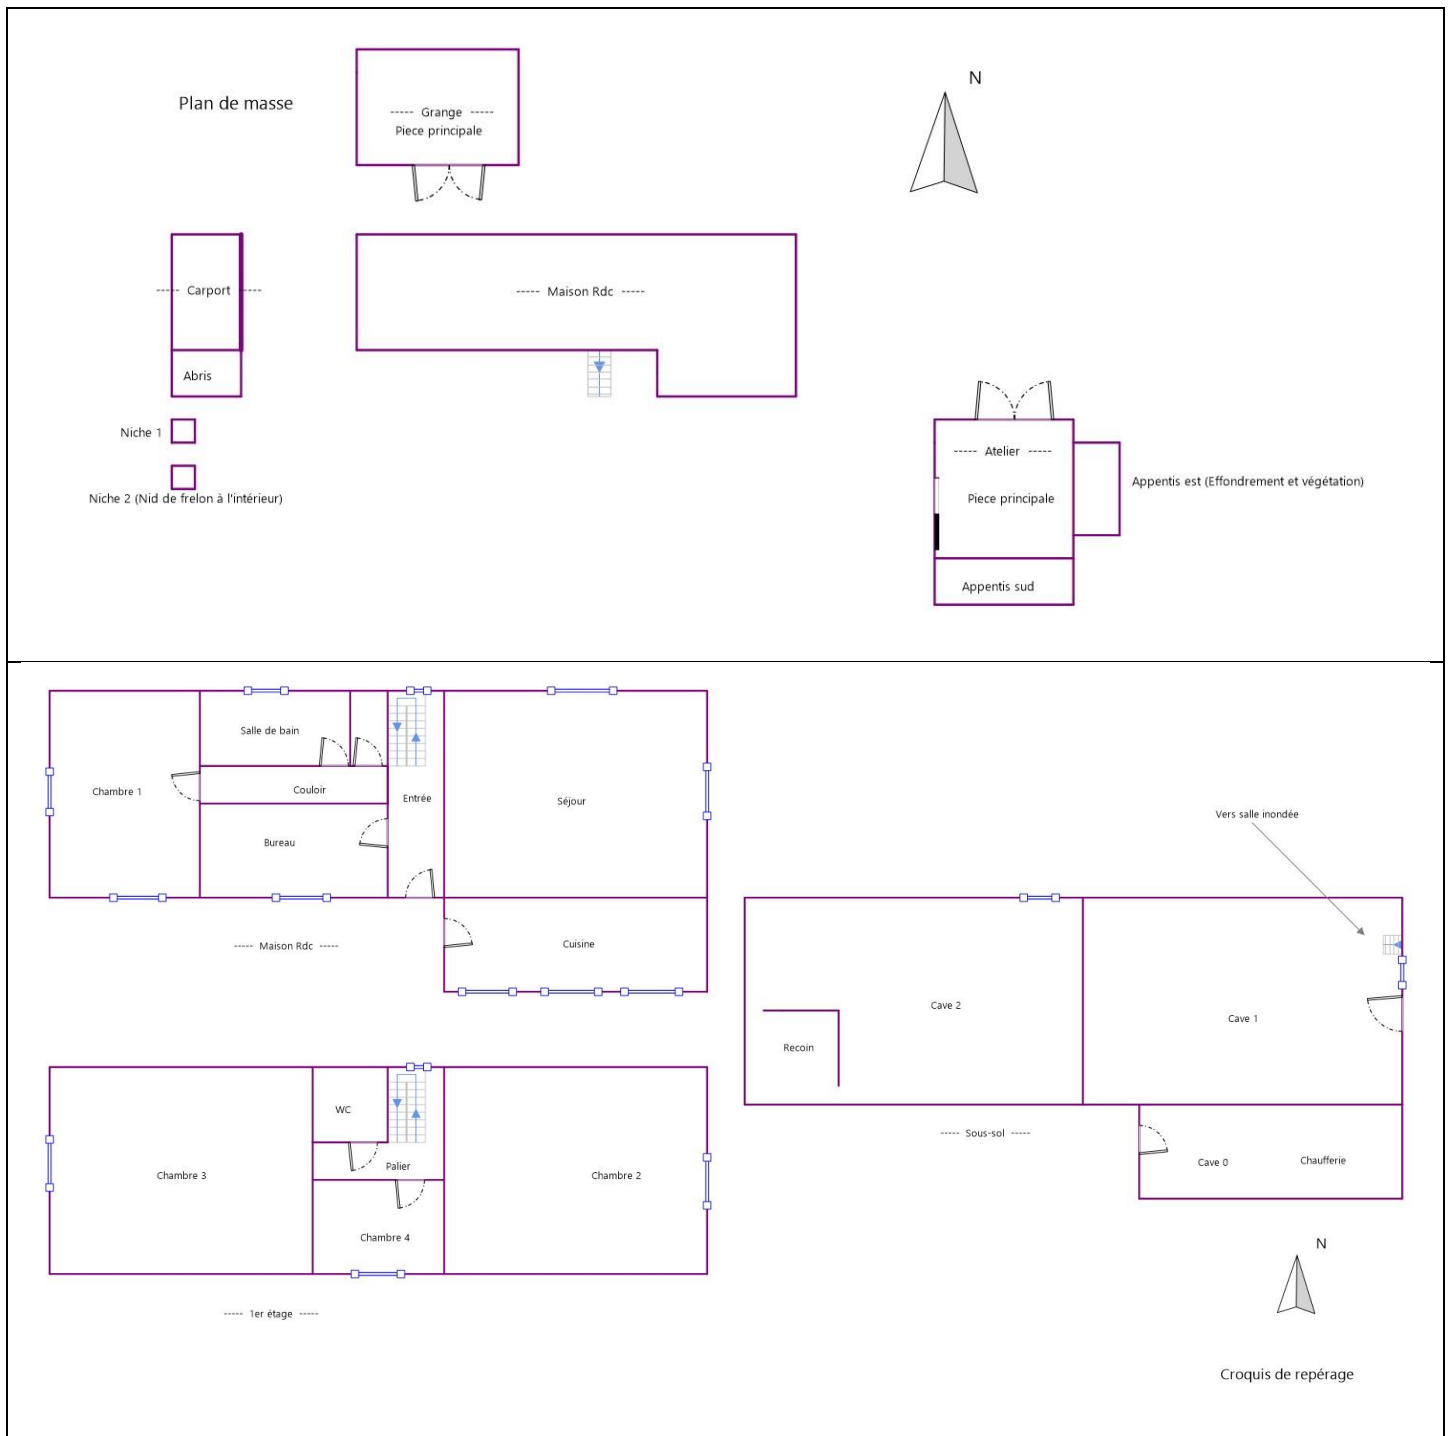 N
Plan de masse
----- Grange -----
Piece principale
----- Carport -----
----- Maison Rdc -----
Abris
Niche 1
----- Atelier -----
Appentis est (Effondrement et végétation)
Niche 2 (Nid de frelon à l'intérieur)
Piece principale
Appentis sud
Salle de bain
Chambre 1
Couloir
Entrée
Séjour
Bureau
Vers salle inondée
----- Maison Rdc -----
Cuisine
Cave 2
Cave 1
Recoin
WC
----- Sous-sol -----
Palier
Cave 0
Chaufferie
Chambre 3
Chambre 2
Chambre 4
N
----- 1er étage -----
Croquis de repérage